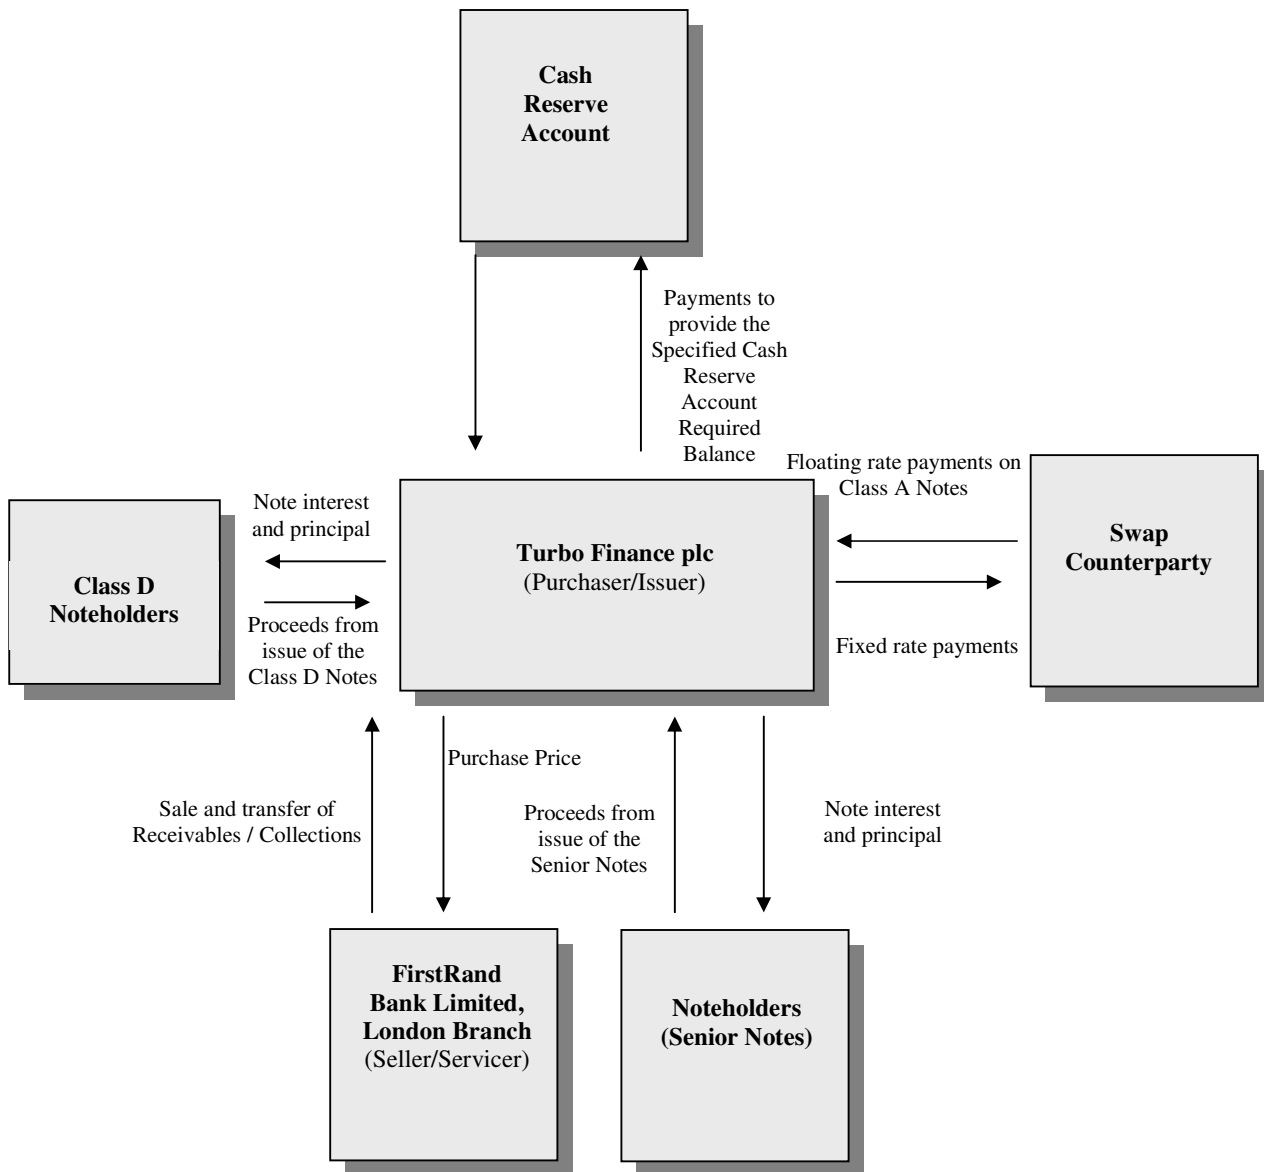 Cash
Reserve
Account
Payments to
provide the
Specified Cash
Reserve
Account
Required
Balance
Floating rate payments on
Class A Notes
Note interest
and principal
Turbo Finance plc
(Purchaser/Issuer)
Swap
Counterparty
Class D
Noteholders
Proceeds from
issue of the
Class D Notes
Fixed rate payments
Purchase Price
Sale and transfer of
Receivables / Collections
Proceeds from
issue of the
Senior Notes
Note interest
and principal
FirstRand
Bank Limited,
London Branch
(Seller/Servicer)
Noteholders
(Senior Notes)